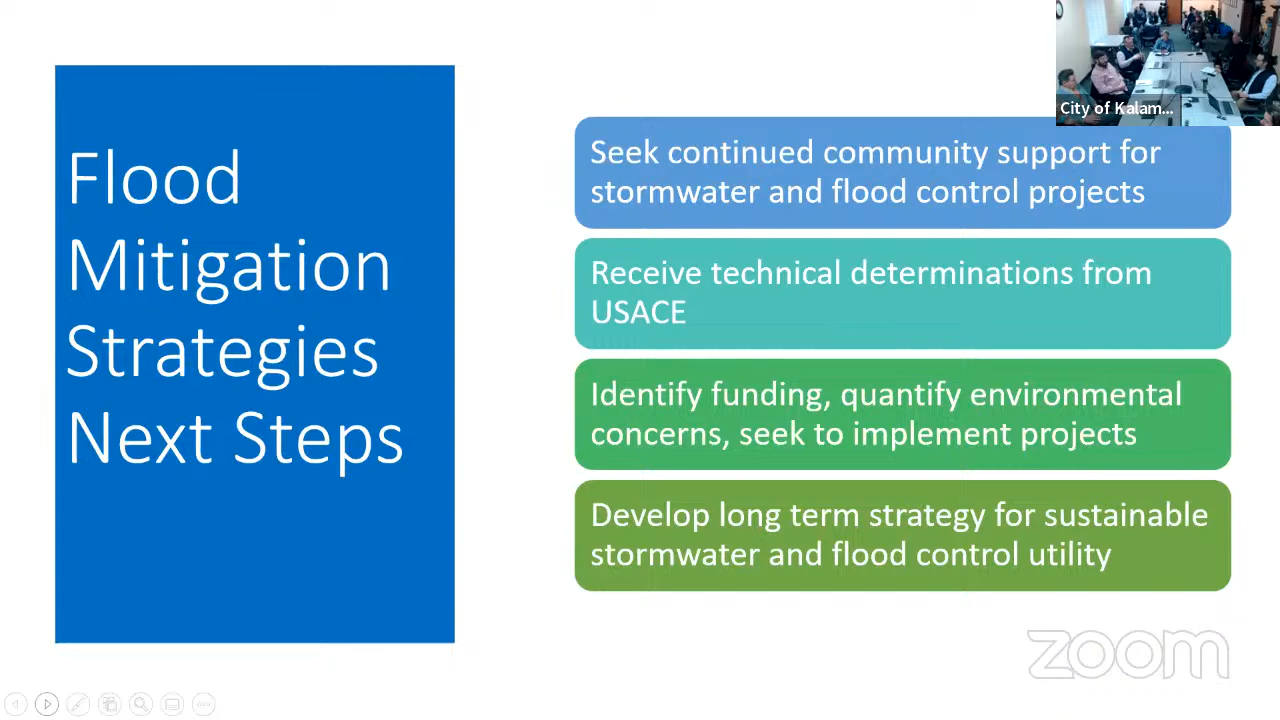 Flood
Mitigation
Strategies
Next Steps
City of Kalam...
Seek continued community support for
stormwater and flood control projects
Receive technical determinations from
USACE
Identify funding, quantify environmental
concerns, seek to implement projects
Develop long term strategy for sustainable
stormwater and flood control utility
zoom